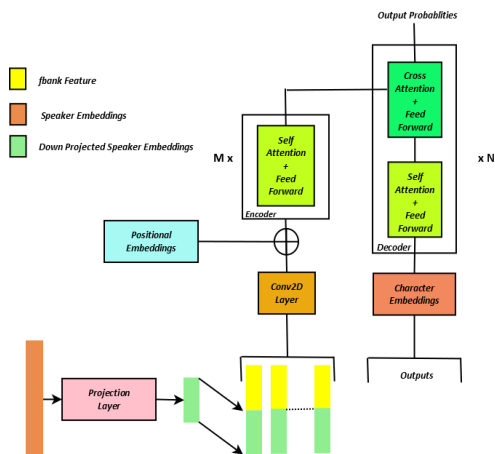 Output Probablities
fbank Feature
Speaker Embeddings
Down Projected Speaker Embeddings
Cross
Attention
+
Feed
Forward
M x
Self
Attention
+
Feed
Forward
Encoder
x N
Self
Attention
+
Feed
Forward
Decoder
Positional
Embeddings
Conv2D
Layer
Character
Embeddings
Outputs
Projection
Layer